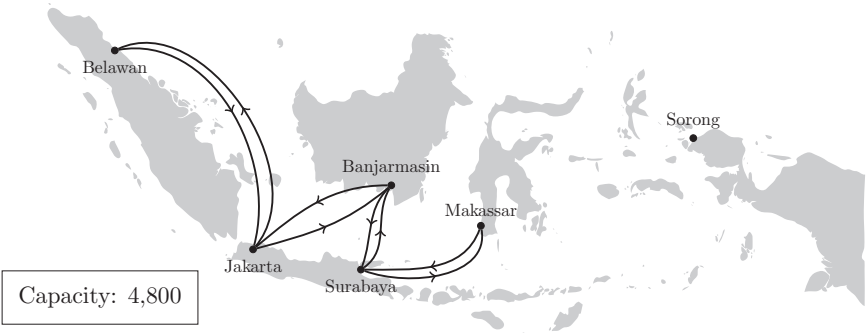 Belawan
Sorong
Banjarmasin
Makassar
Jakarta
Surabaya
Capacity: 4,800